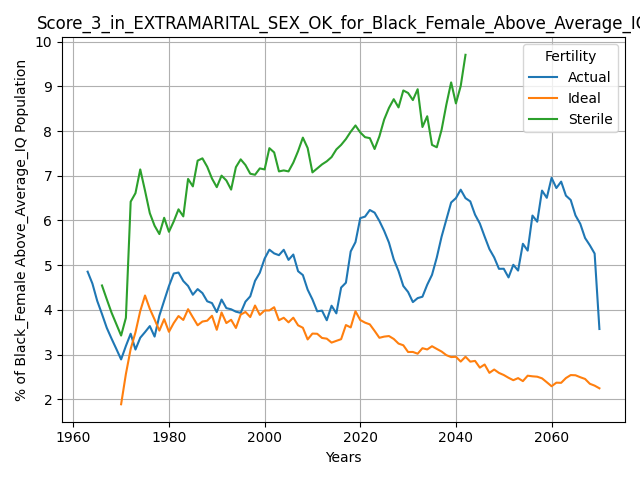 Score_3_in_EXTRAMARITAL_SEX_OK_for_Black_Female_Above_Average_IQ
% of Black_Female Above_Average_IQ Population
10
9
8
7
6
5
4
3
2
Fertility
Actual
Ideal
Sterile
1960 1980 2000 2020 2040 2060
Years